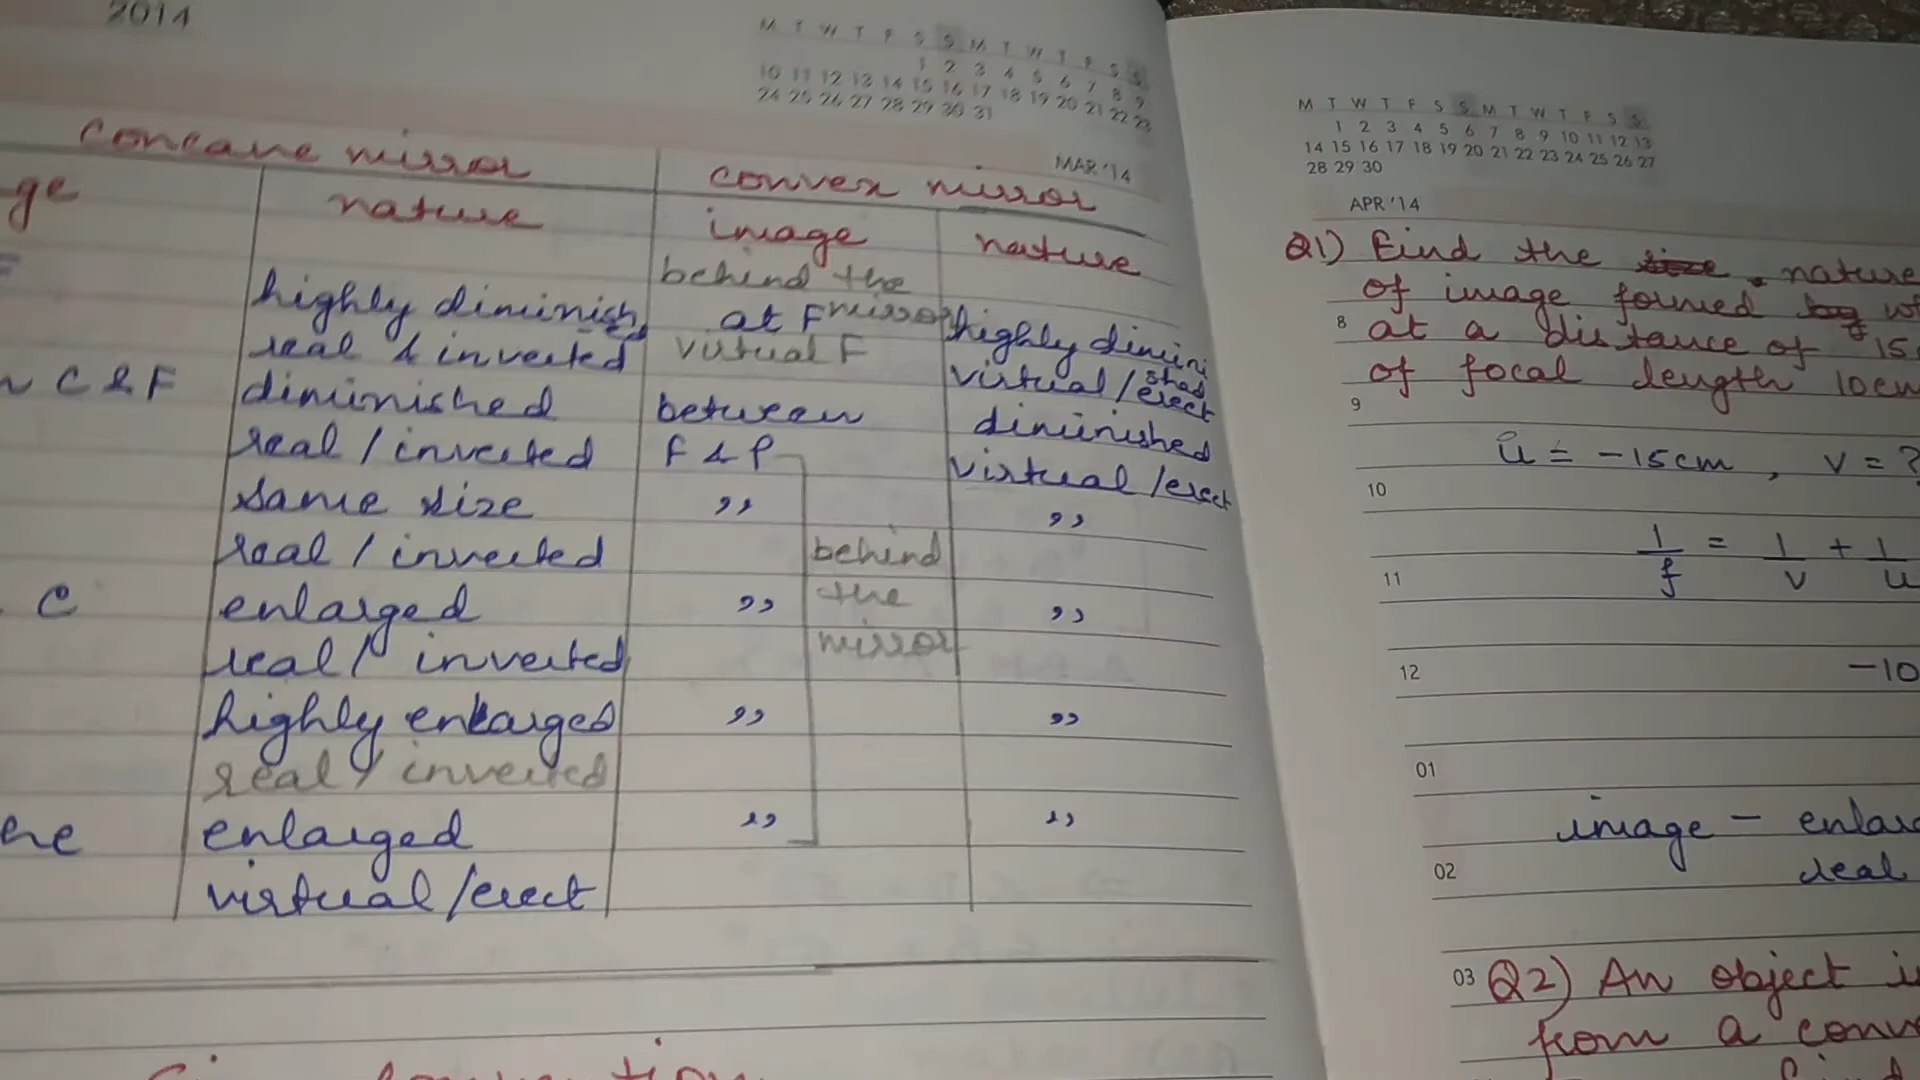 2014
M T W T F S S M T W T F S S
1 2 3 4 5 6 7 8 9
10 11 12 13 14 15 16 17 18 19 20 21 22 23
24 25 26 27 28 29 30 31
MAR '14
concave mirror
convex mirror
ge
nature
image
nature
behind the
mirror
highly diminish
at F
highly dimini
shed
real & inverted
virtual F
virtual/erect
C & F
diminished
between
diminished
real / inverted
F & P
virtual /erect
same size
,,
,,
real / inverted
behind
C
enlarged
,,
the
,,
real / inverted
mirror
highly enlarged
,,
,,
real / inverted
enlarged
,,
,,
virtual /erect
M T W T F S S M T W T F S S
1 2 3 4 5 6 7 8 9 10 11 12 13
14 15 16 17 18 19 20 21 22 23 24 25 26 27
28 29 30
APR '14
Q1) Find the nature
of image formed
8 at a distance of 15
of focal length 10cm
9
u = -15cm , v = ?
10
1/f = 1/v + 1/u
11
12
-10
01
image - enlar
02
real
03
Q2) An object i
from a conv